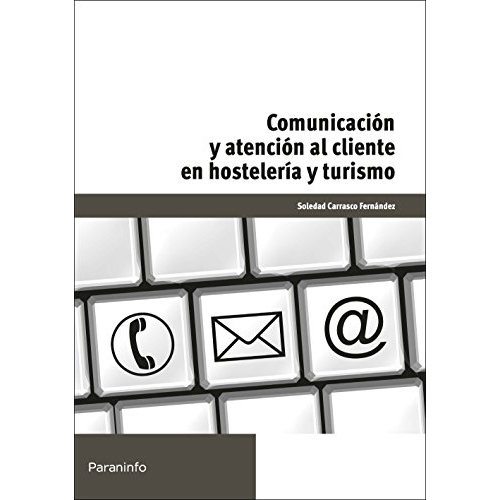 Comunicación
y atención al cliente
en hostelería y turismo
Soledad Carrasco Fernández
@
Paraninfo